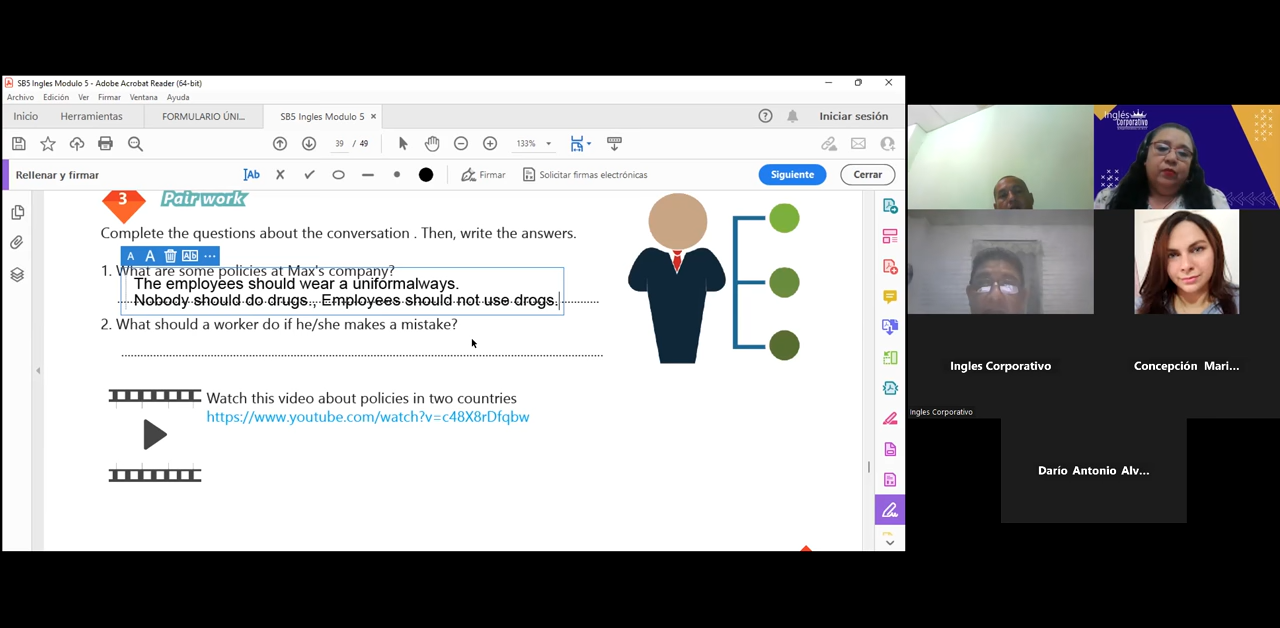 SB5 Ingles Modulo 5 - Adobe Acrobat Reader (64-bit)
Archivo Edición Ver Firmar Ventana Ayuda
Inicio Herramientas FORMULARIO ÚNI... SB5 Ingles Modulo 5 × Iniciar sesión
39 / 49 133%
Rellenar y firmar Ab Firmar Solicitar firmas electrónicas Siguiente Cerrar
3 Pair work
Complete the questions about the conversation . Then, write the answers.
A A Ab ...
1. What are some policies at Max's company?
The employees should wear a uniformalways.
Nobody should do drugs., Employees should not use drogs.
2. What should a worker do if he/she makes a mistake?
Watch this video about policies in two countries
https://www.youtube.com/watch?v=c48X8rDfqbw
Inglés
Corporativo
Ingles Corporativo
Concepción Mari...
Ingles Corporativo
Darío Antonio Alv...